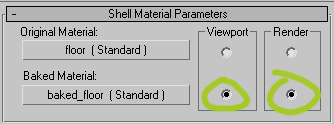 - Shell Material Parameters
Original Material: Viewport Render
floor ( Standard )
Baked Material:
baked_floor ( Standard )